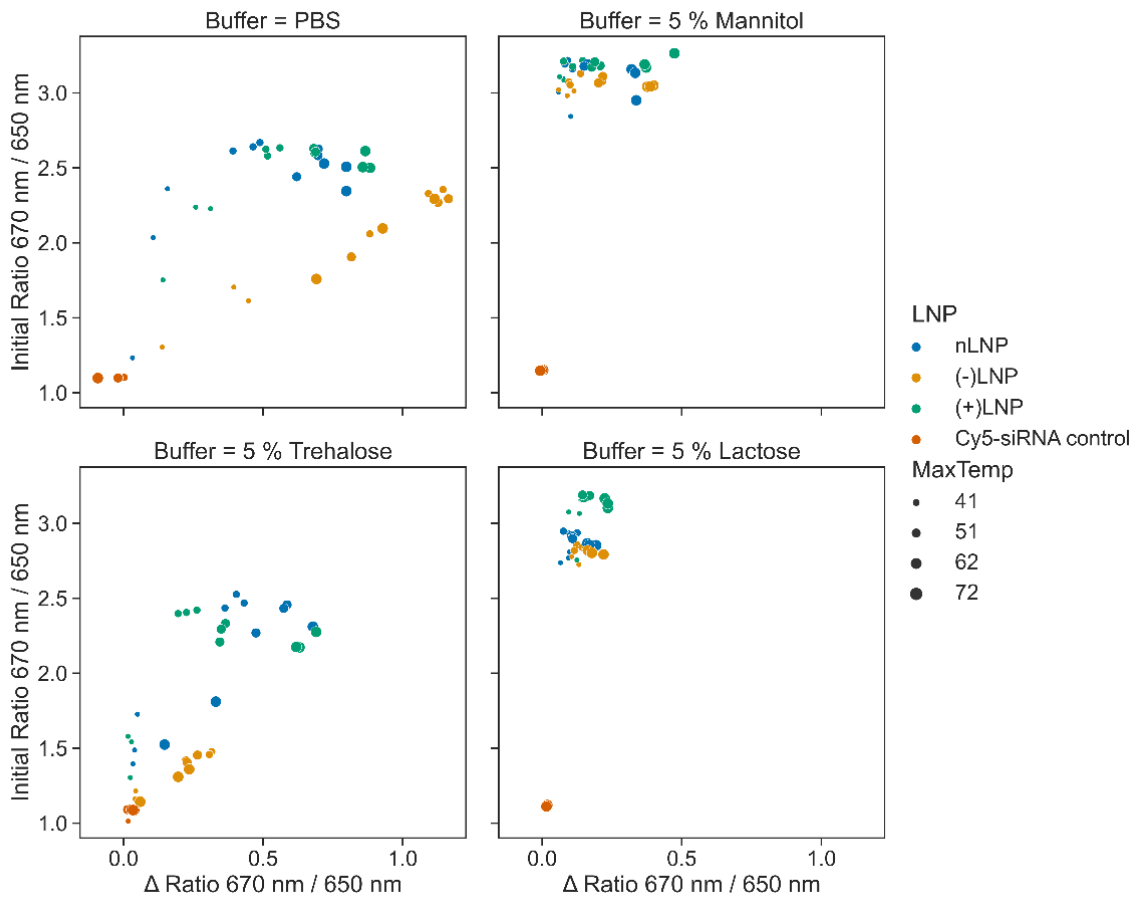 Buffer = PBS
Buffer = 5 % Mannitol
Initial Ratio 670 nm / 650 nm
3.0
2.5
2.0
1.5
1.0
LNP
nLNP
(-)LNP
(+)LNP
Cy5-siRNA control
MaxTemp
41
51
62
72
Buffer = 5 % Trehalose
Buffer = 5 % Lactose
Initial Ratio 670 nm / 650 nm
3.0
2.5
2.0
1.5
1.0
0.0 0.5 1.0
0.0 0.5 1.0
Δ Ratio 670 nm / 650 nm
Δ Ratio 670 nm / 650 nm